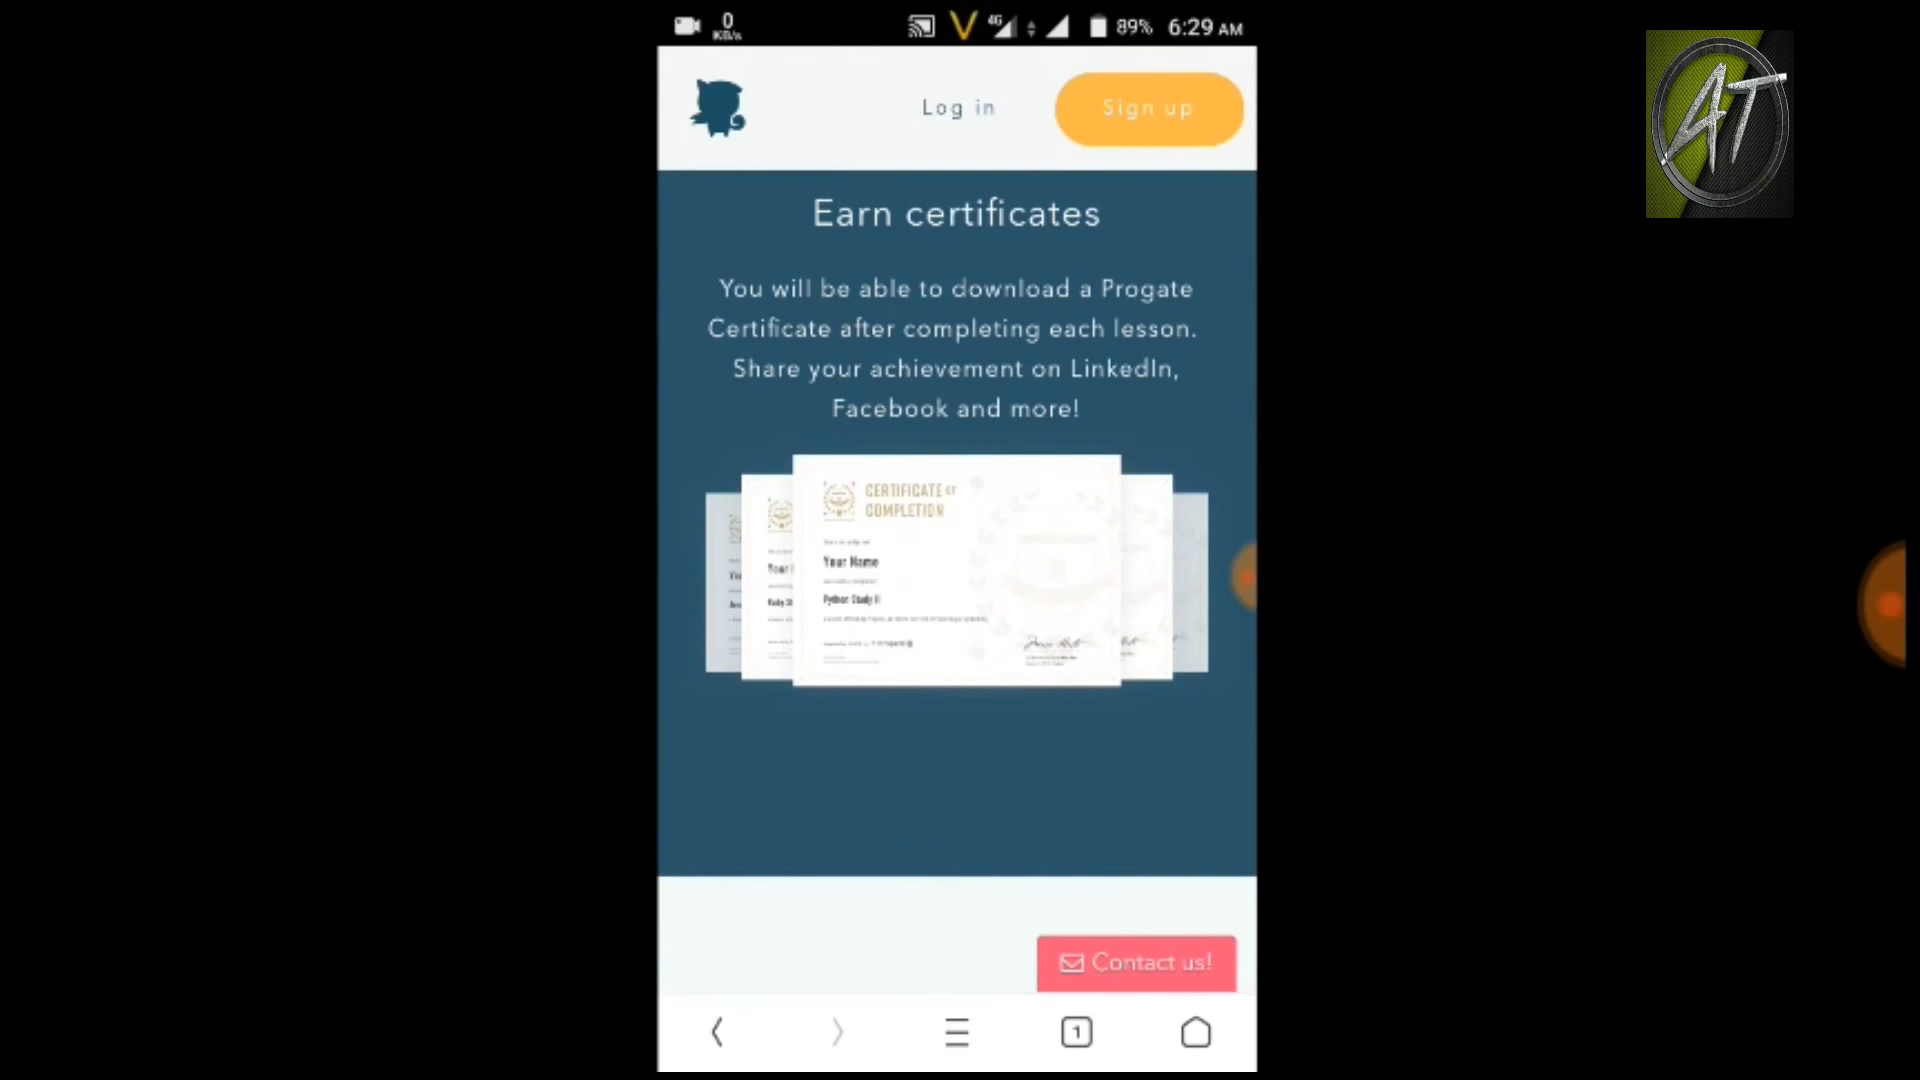 0
KB/s
4G
89%
6:29 AM
AT
Log in
Sign up
Earn certificates
You will be able to download a Progate
Certificate after completing each lesson.
Share your achievement on LinkedIn,
Facebook and more!
CERTIFICATE OF
COMPLETION
Your Name
Python Study II
Contact us!
1